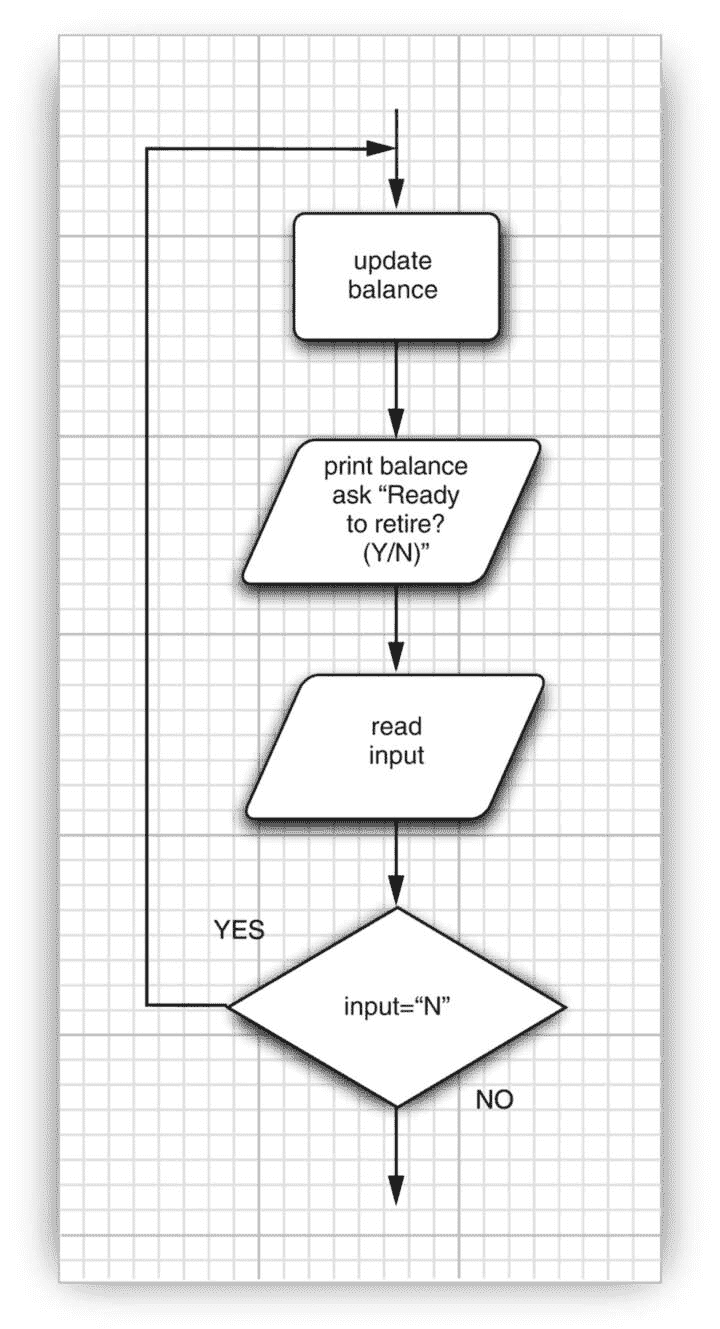 update
balance
print balance
ask “Ready
to retire?
(Y/N)”
read
input
YES
input=“N”
NO